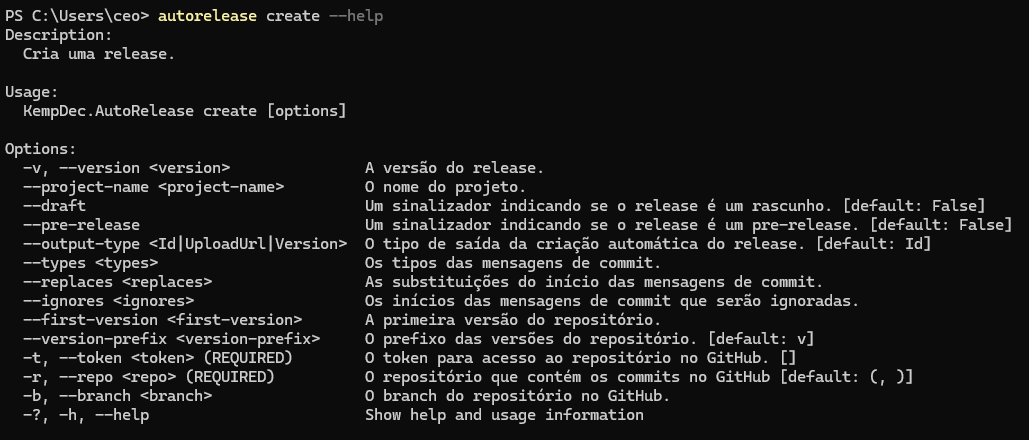 PS C:\Users\ceo> autorelease create --help
Description:
  Cria uma release.

Usage:
  KempDec.AutoRelease create [options]

Options:
  -v, --version <version>               A versão do release.
  --project-name <project-name>         O nome do projeto.
  --draft                               Um sinalizador indicando se o release é um rascunho. [default: False]
  --pre-release                         Um sinalizador indicando se o release é um pre-release. [default: False]
  --output-type <Id|UploadUrl|Version>  O tipo de saída da criação automática do release. [default: Id]
  --types <types>                       Os tipos das mensagens de commit.
  --replaces <replaces>                 As substituições do início das mensagens de commit.
  --ignores <ignores>                   Os inícios das mensagens de commit que serão ignoradas.
  --first-version <first-version>       A primeira versão do repositório.
  --version-prefix <version-prefix>     O prefixo das versões do repositório. [default: v]
  -t, --token <token> (REQUIRED)        O token para acesso ao repositório no GitHub. []
  -r, --repo <repo> (REQUIRED)          O repositório que contém os commits no GitHub [default: (, )]
  -b, --branch <branch>                 O branch do repositório no GitHub.
  -?, -h, --help                        Show help and usage information